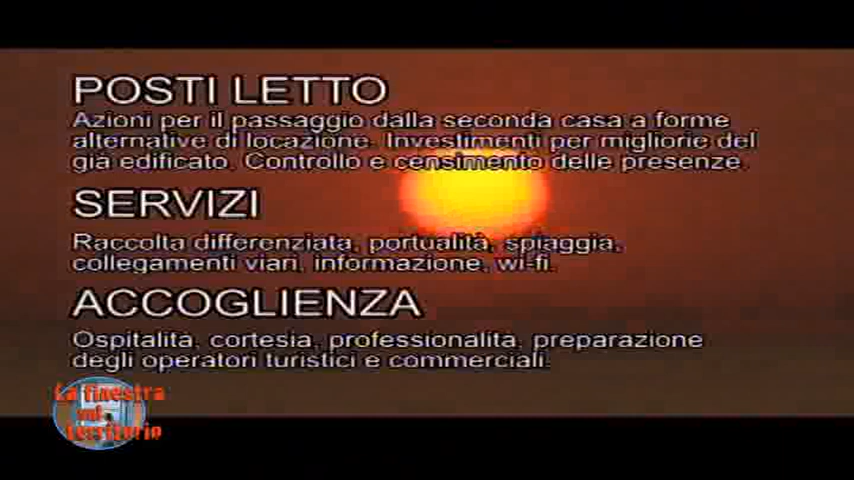 POSTI LETTO
Azioni per il passaggio dalla seconda casa a forme
alternative di locazione. Investimenti per migliorie del
già edificato. Controllo e censimento delle presenze.
SERVIZI
Raccolta differenziata, portualità, spiaggia,
collegamenti viari, informazione, wi-fi.
ACCOGLIENZA
Ospitalità, cortesia, professionalità, preparazione
degli operatori turistici e commerciali.
La finestra
sul
territorio